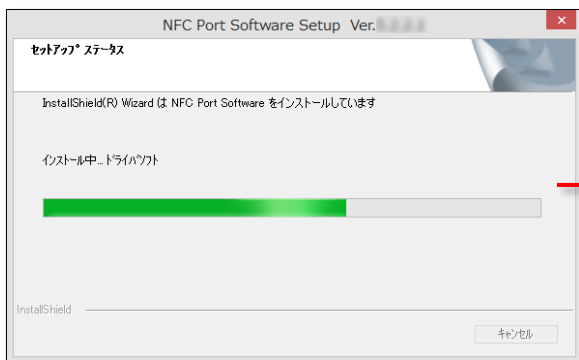 NFC Port Software Setup Ver.
セットアップ ステータス
InstallShield(R) Wizard は NFC Port Software をインストールしています
インストール中... ドライバソフト
InstallShield
キャンセル